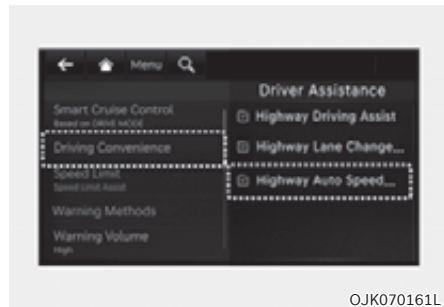 Menu
Driver Assistance
Smart Cruise Control
Based on DRIVE MODE
Driving Convenience
Speed Limit
Speed Limit Assist
Warning Methods
Warning Volume
High
Highway Driving Assist
Highway Lane Change...
Highway Auto Speed...
OJK070161L